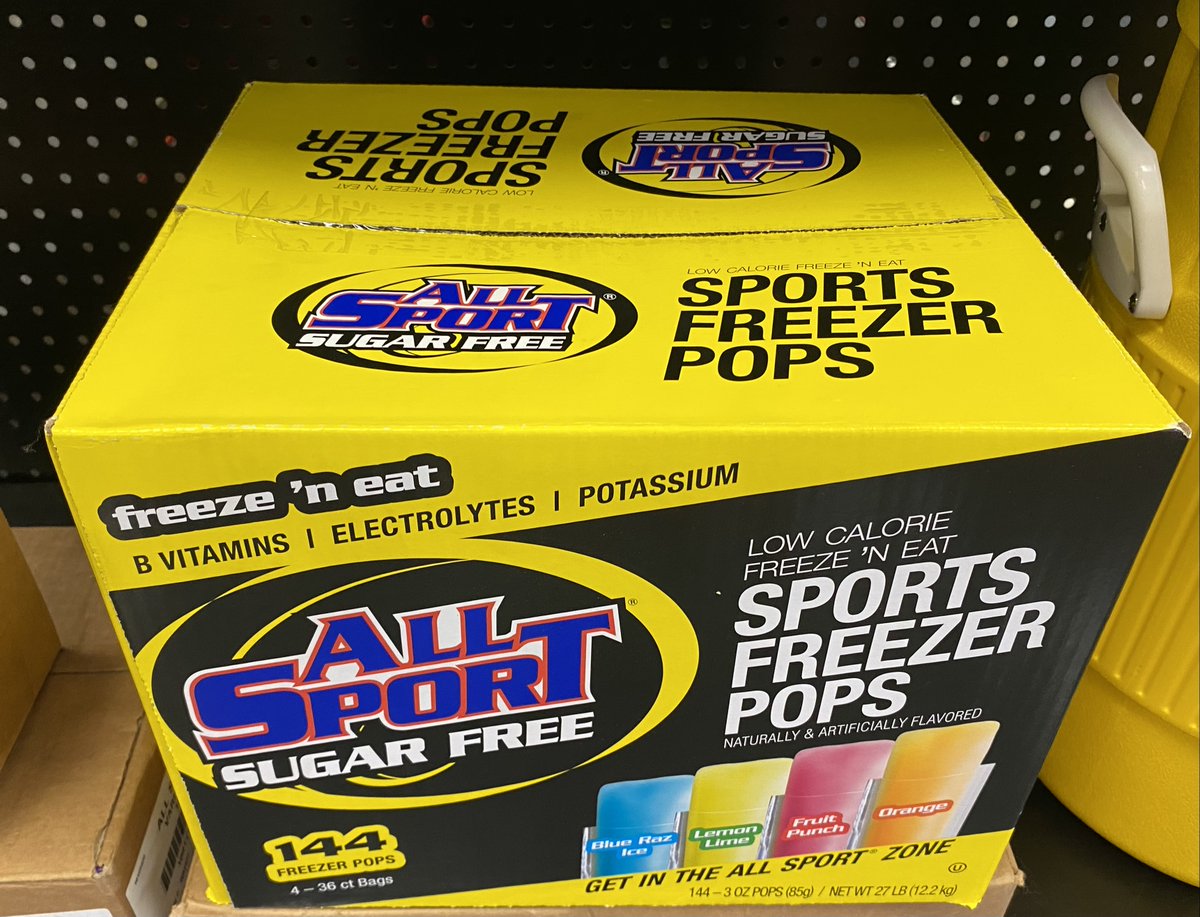 LOW CALORIE FREEZE 'N EAT
SPORTS
FREEZER
POPS
ALL
SPORT®
SUGAR FREE
ALL
SPORT®
SUGAR FREE
LOW CALORIE FREEZE 'N EAT
SPORTS
FREEZER
POPS
freeze 'n eat
B VITAMINS | ELECTROLYTES | POTASSIUM
ALL
SPORT®
SUGAR FREE
LOW CALORIE
FREEZE 'N EAT
SPORTS
FREEZER
POPS
NATURALLY & ARTIFICIALLY FLAVORED
Blue Raz
Ice
Lemon
Lime
Fruit
Punch
Orange
144
FREEZER POPS
4 – 36 ct Bags
GET IN THE ALL SPORT® ZONE
U
144 – 3 OZ POPS (85g) / NET WT 27 LB (12.2 kg)